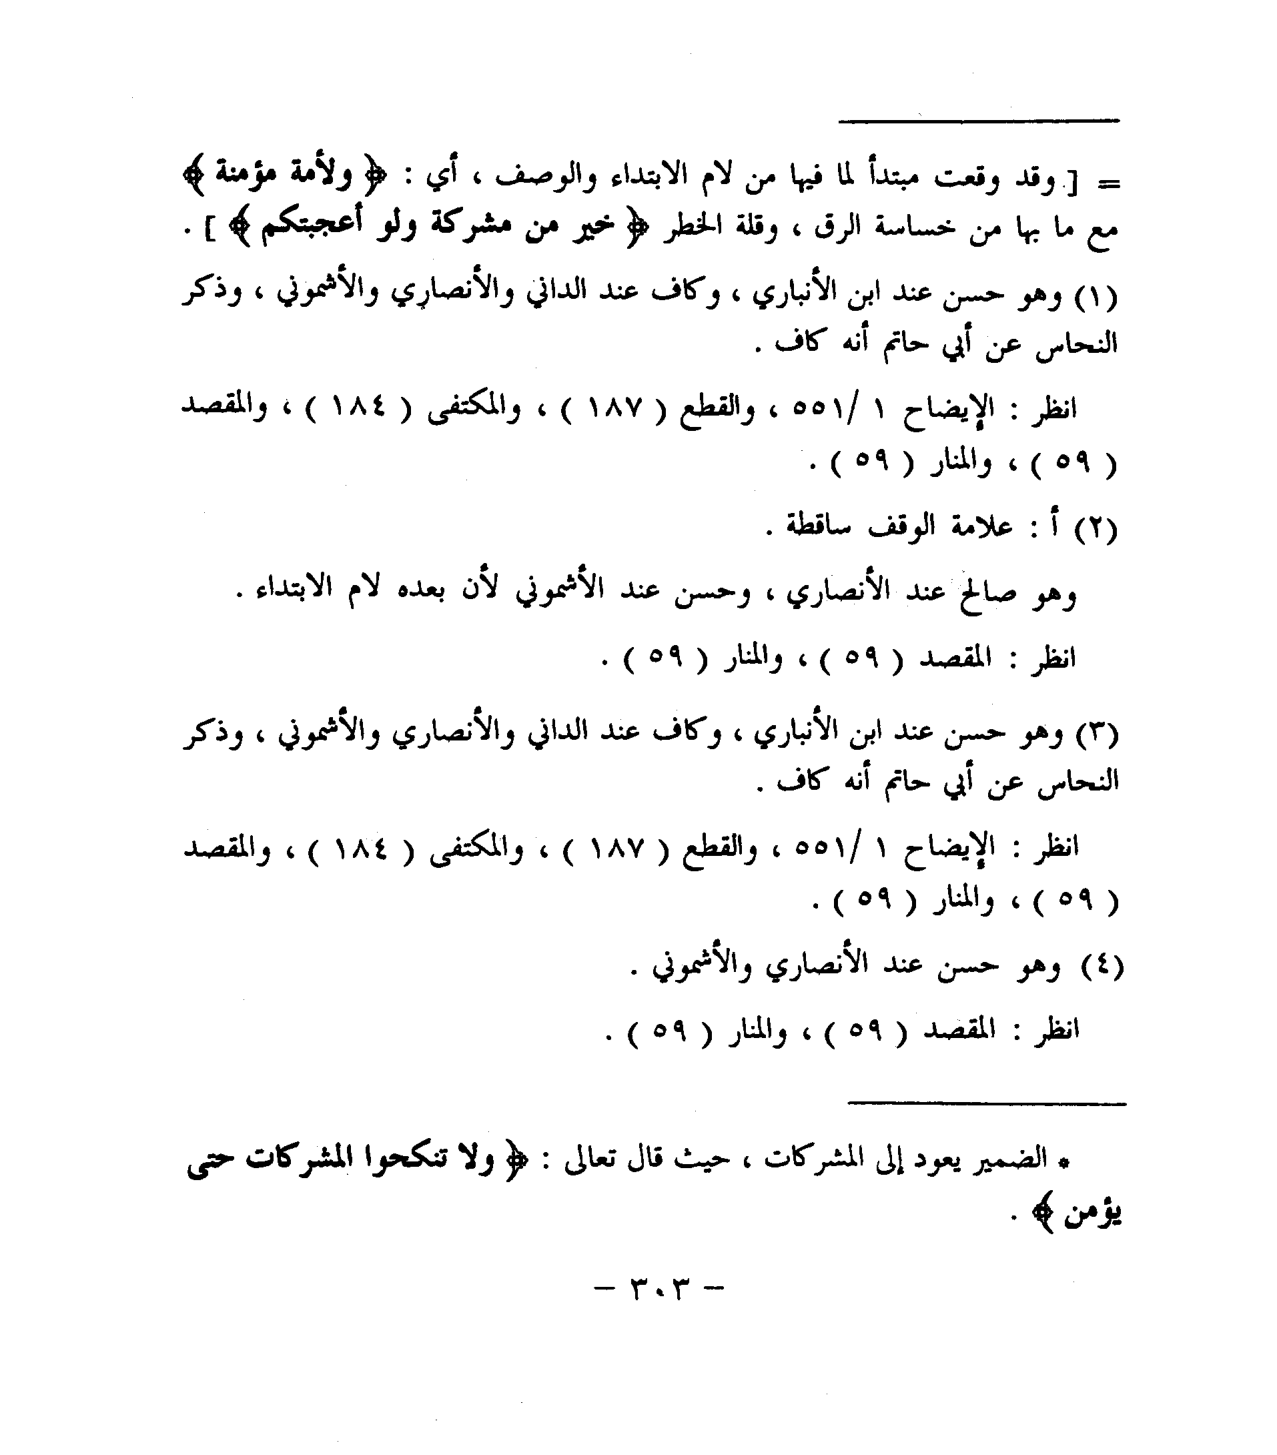 = [ وقد وقعت مبتدأ لما فيها من لام الابتداء والوصف ، أي : ﴿ ولأمة مؤمنة ﴾
مع ما بها من خساسة الرق ، وقلة الخطر ﴿ خير من مشركة ولو أعجبتكم ﴾ ] .
(١) وهو حسن عند ابن الأنباري ، وكاف عند الداني والأنصاري والأشموني ، وذكر
النحاس عن أبي حاتم أنه كاف .
انظر : الإيضاح ١ /٥٥١ ، والقطع ( ١٨٧ ) ، والمكتفى ( ١٨٤ ) ، والمقصد
( ٥٩ ) ، والمنار ( ٥٩ ) .
(٢) أ : علامة الوقف ساقطة .
وهو صالح عند الأنصاري ، وحسن عند الأشموني لأن بعده لام الابتداء .
انظر : المقصد ( ٥٩ ) ، والمنار ( ٥٩ ) .
(٣) وهو حسن عند ابن الأنباري ، وكاف عند الداني والأنصاري والأشموني ، وذكر
النحاس عن أبي حاتم أنه كاف .
انظر : الإيضاح ١ /٥٥١ ، والقطع ( ١٨٧ ) ، والمكتفى ( ١٨٤ ) ، والمقصد
( ٥٩ ) ، والمنار ( ٥٩ ) .
(٤) وهو حسن عند الأنصاري والأشموني .
انظر : المقصد ( ٥٩ ) ، والمنار ( ٥٩ ) .
* الضمير يعود إلى المشركات ، حيث قال تعالى : ﴿ ولا تنكحوا المشركات حتى
يؤمن ﴾ .
– ٣٠٣ –